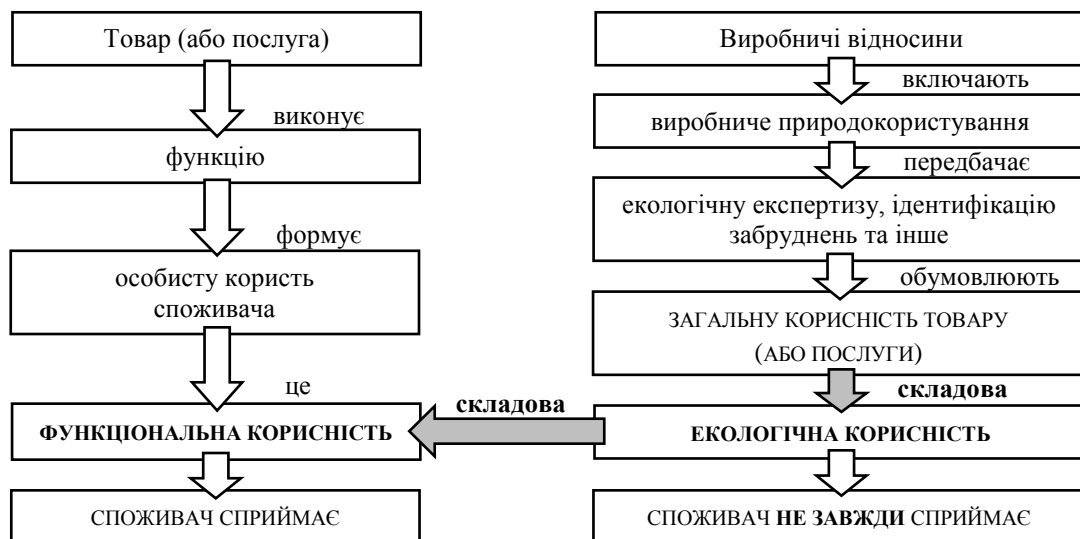 Товар (або послуга)
виконує
функцію
формує
особисту користь
споживача
це
ФУНКЦІОНАЛЬНА КОРИСНІСТЬ
СПОЖИВАЧ СПРИЙМАЄ
складова
Виробничі відносини
включають
виробниче природокористування
передбачає
екологічну експертизу, ідентифікацію
забруднень та інше
обумовлюють
ЗАГАЛЬНУ КОРИСНІСТЬ ТОВАРУ
(АБО ПОСЛУГИ)
складова
ЕКОЛОГІЧНА КОРИСНІСТЬ
СПОЖИВАЧ НЕ ЗАВЖДИ СПРИЙМАЄ